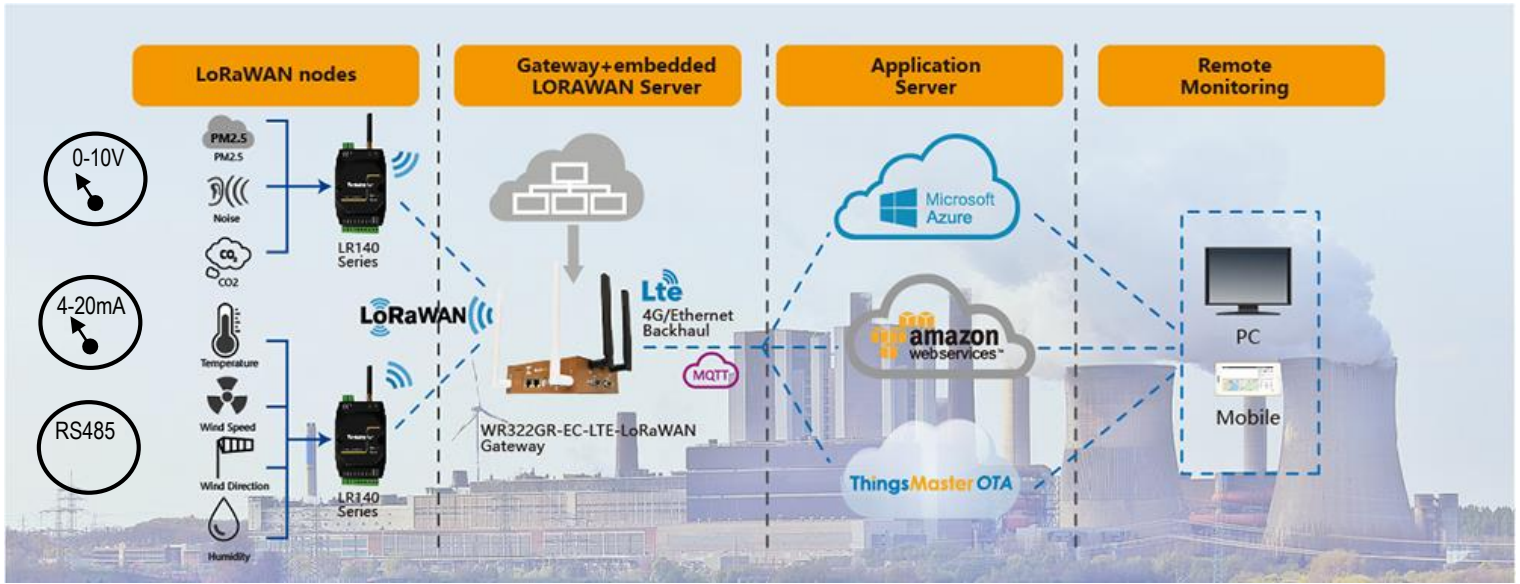 LoRaWAN nodes
Gateway+embedded
LORAWAN Server
Application
Server
Remote
Monitoring
0-10V
4-20mA
RS485
PM2.5
PM2.5
Noise
CO2
CO2
Temperature
Wind Speed
Wind Direction
Humidity
LR140
Series
LR140
Series
LoRaWAN
WR322GR-EC-LTE-LoRaWAN
Gateway
Lte
4G/Ethernet
Backhaul
MQTT
Microsoft
Azure
amazon
webservices™
ThingsMaster OTA
PC
Mobile